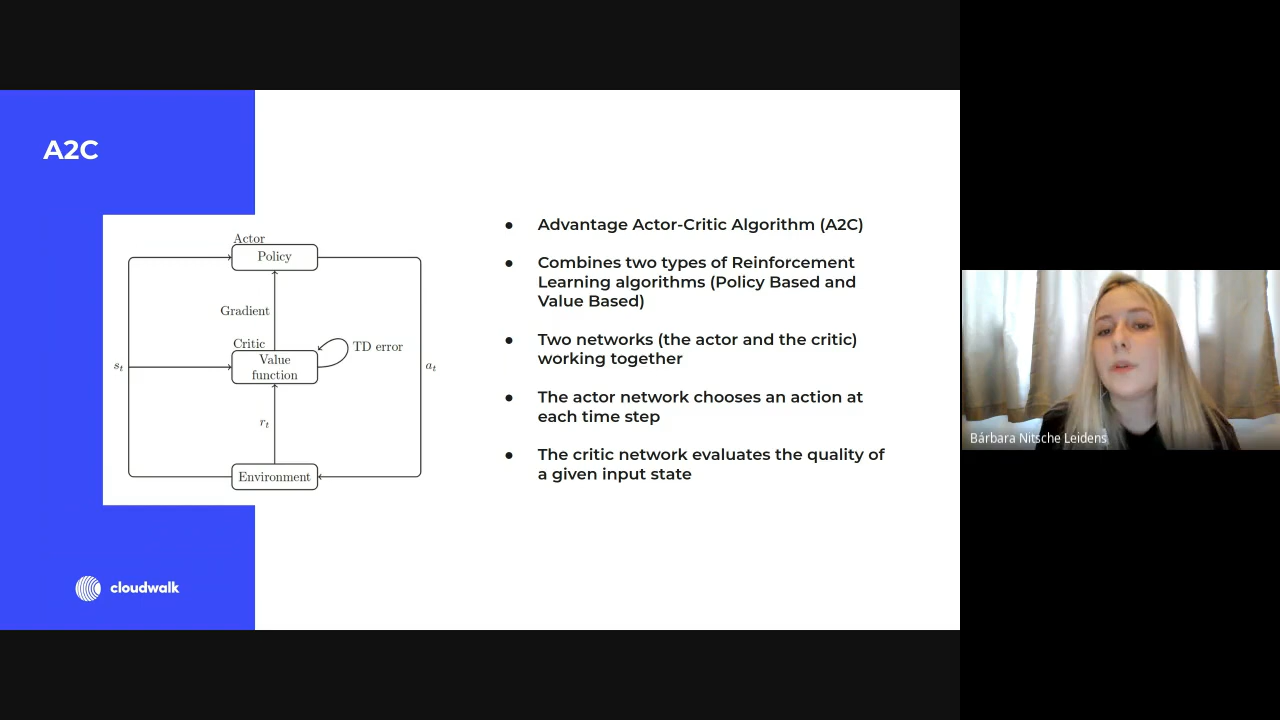 A2C
Actor
Policy
Gradient
Critic
TD error
Value
function
s_t
a_t
r_t
Environment
● Advantage Actor-Critic Algorithm (A2C)
● Combines two types of Reinforcement
Learning algorithms (Policy Based and
Value Based)
● Two networks (the actor and the critic)
working together
● The actor network chooses an action at
each time step
● The critic network evaluates the quality of
a given input state
cloudwalk
Bárbara Nitsche Leidens